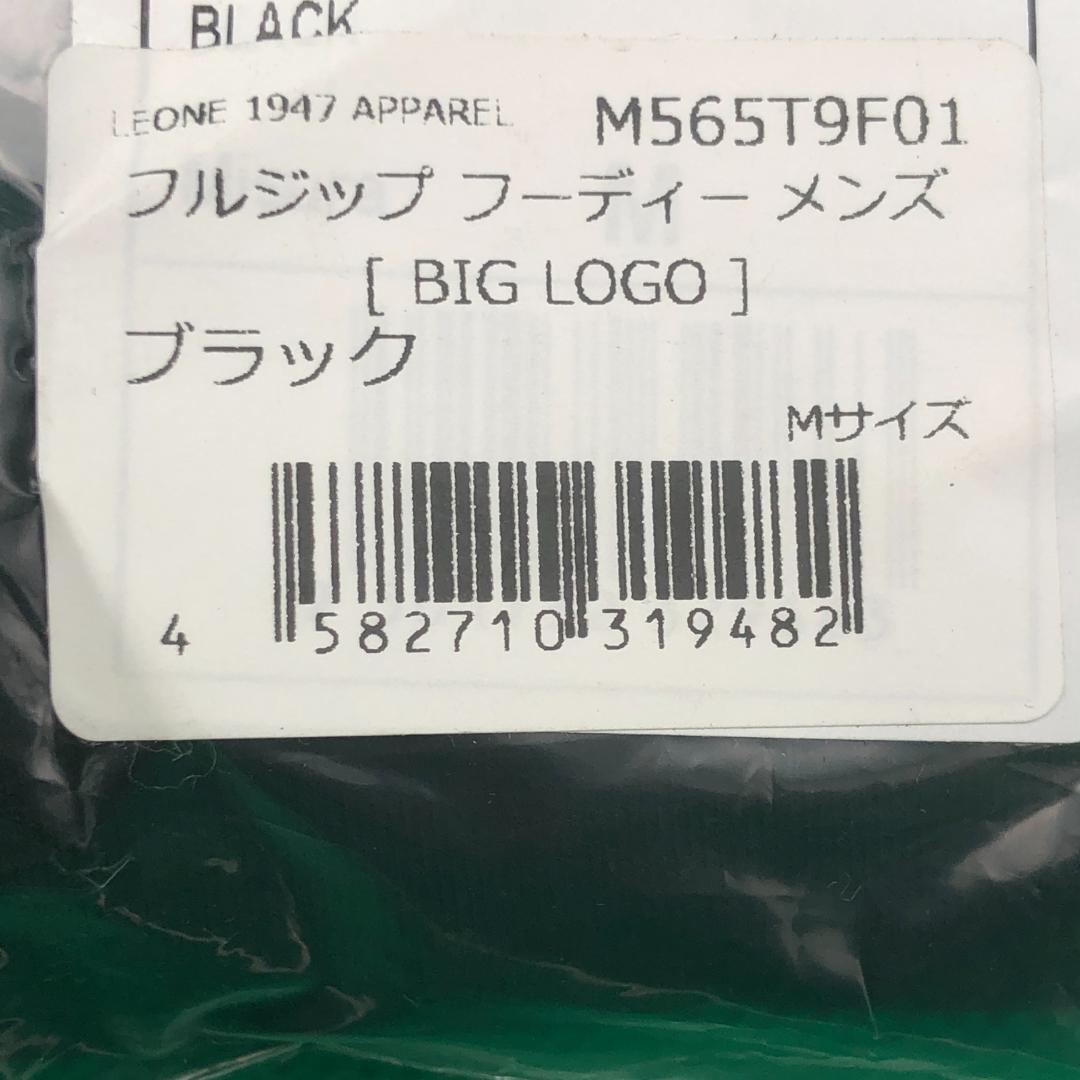 BLACK
LEONE 1947 APPAREL M565T9F01
フルジップ フーディー メンズ
[ BIG LOGO ]
ブラック
Mサイズ
4 582710 319482